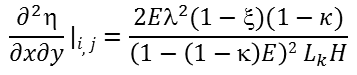 ∂²η/∂x∂y |i,j = 2Eλ²(1 − ξ)(1 − κ) / (1 − (1 − κ)E)² LₖH